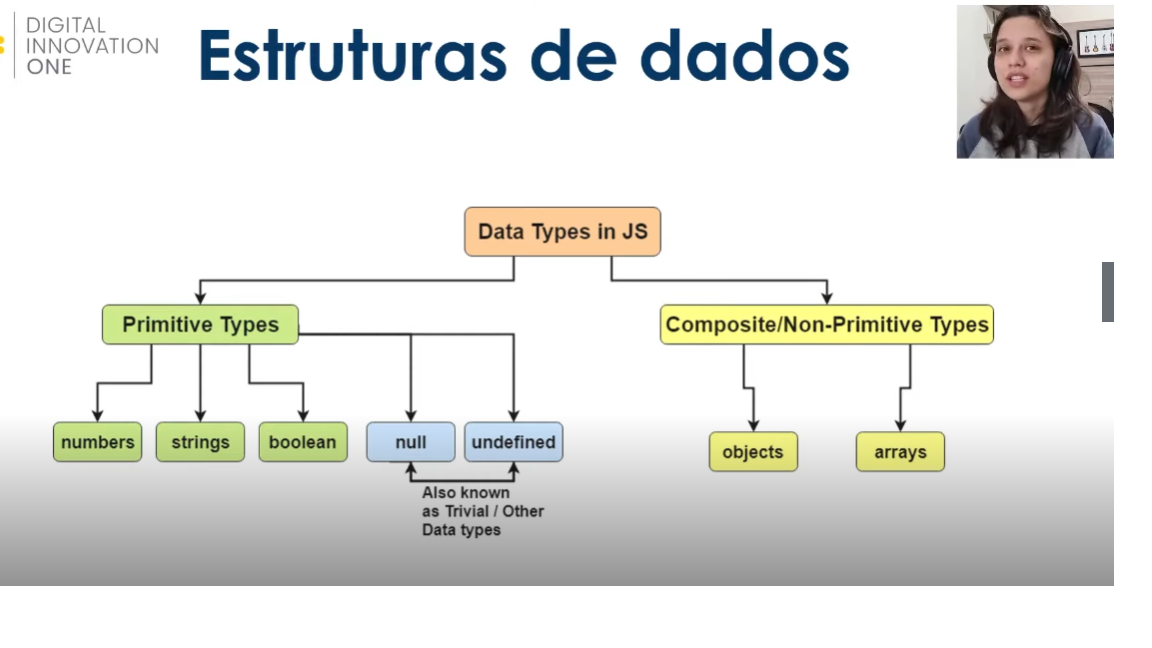 DIGITAL
INNOVATION
ONE
Estruturas de dados
Data Types in JS
Primitive Types
Composite/Non-Primitive Types
numbers
strings
boolean
null
undefined
objects
arrays
Also known
as Trivial / Other
Data types